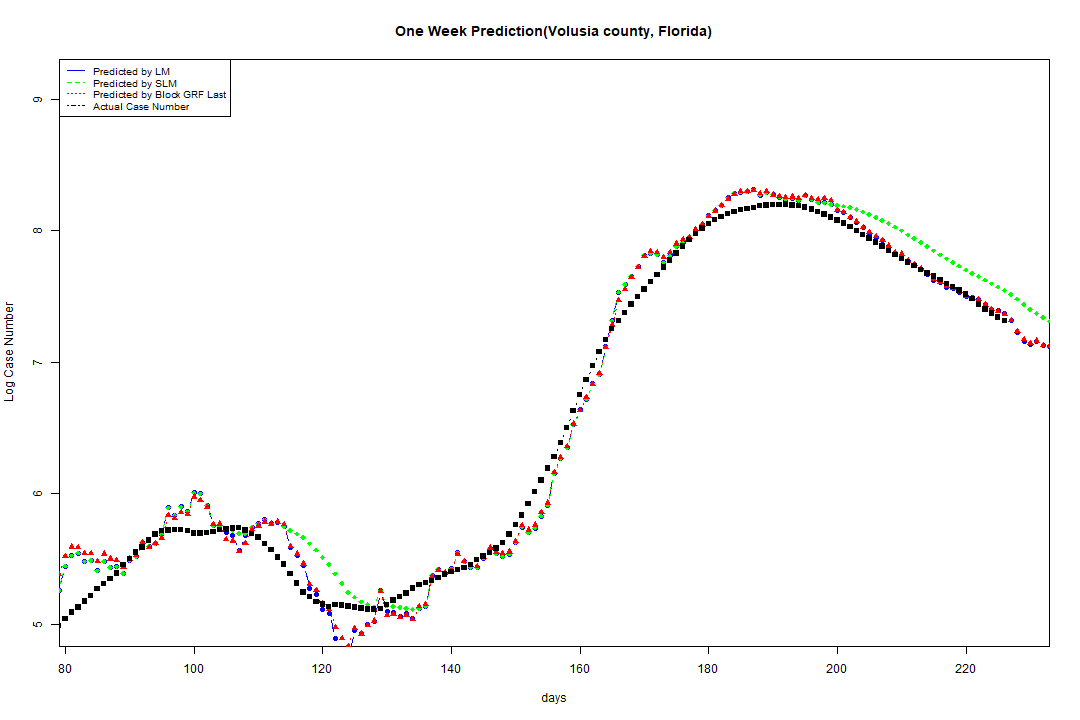 One Week Prediction(Volusia county, Florida)
Predicted by LM
Predicted by SLM
Predicted by Block GRF Last
Actual Case Number
9
8
7
6
5
Log Case Number
80 100 120 140 160 180 200 220
days